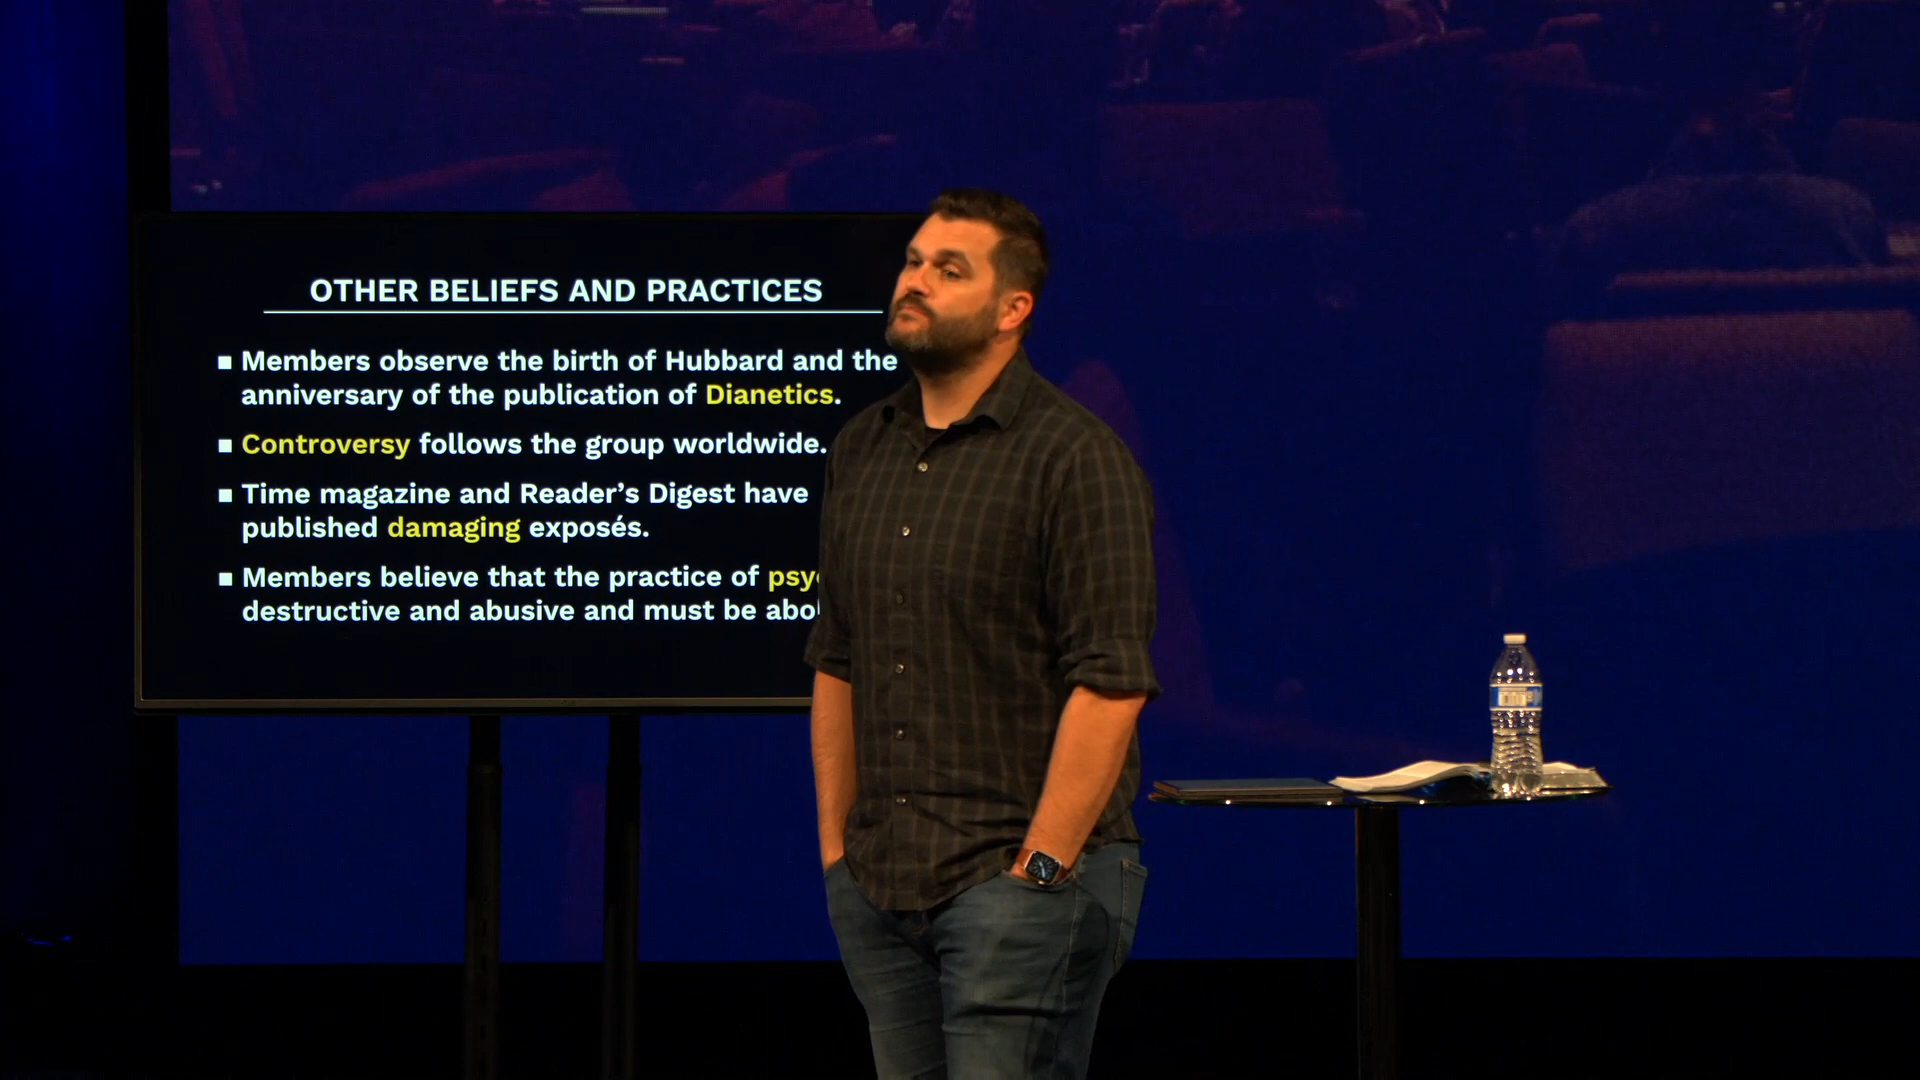 OTHER BELIEFS AND PRACTICES
■ Members observe the birth of Hubbard and the
anniversary of the publication of Dianetics.
■ Controversy follows the group worldwide.
■ Time magazine and Reader’s Digest have
published damaging exposés.
■ Members believe that the practice of
destructive and abusive and must be